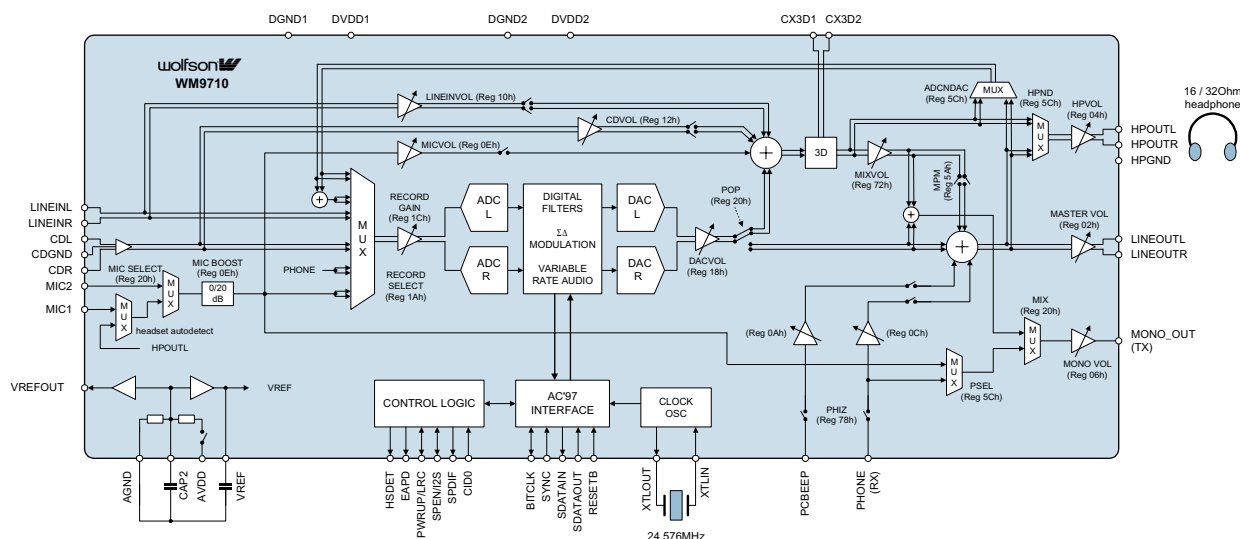 DGND1
DVDD1
DGND2
DVDD2
CX3D1
CX3D2
wolfson
WM9710
LINEINVOL (Reg 10h)
CDVOL (Reg 12h)
MICVOL (Reg 0Eh)
ADCNDAC
(Reg 5Ch)
MUX
HPND
(Reg 5Ch)
MUX
HPVOL
(Reg 04h)
16 / 32Ohm
headphone
HPOUTL
HPOUTR
HPGND
3D
MIXVOL
(Reg 72h)
MPM
(Reg 5Ah)
LINEINL
LINEINR
CDL
CDGND
CDR
MIC2
MIC1
MIC SELECT
(Reg 20h)
MUX
MUX
headset autodetect
HPOUTL
MIC BOOST
(Reg 0Eh)
0/20
dB
PHONE
MUX
RECORD
GAIN
(Reg 1Ch)
RECORD
SELECT
(Reg 1Ah)
ADC
L
ADC
R
DIGITAL
FILTERS
ΣΔ
MODULATION
VARIABLE
RATE AUDIO
DAC
L
DAC
R
POP
(Reg 20h)
DACVOL
(Reg 18h)
MASTER VOL
(Reg 02h)
LINEOUTL
LINEOUTR
(Reg 0Ah)
(Reg 0Ch)
MIX
(Reg 20h)
MUX
MUX
PSEL
(Reg 5Ch)
MONO_OUT
(TX)
MONO VOL
(Reg 06h)
VREFOUT
VREF
CONTROL LOGIC
AC'97
INTERFACE
CLOCK
OSC
PHIZ
(Reg 78h)
AGND
CAP2
AVDD
VREF
HSDET
EAPD
PWRUP/LRC
SPEN/I2S
SPDIF
CID0
BITCLK
SYNC
SDATAIN
SDATAOUT
RESETB
XTLOUT
XTLIN
24.576MHz
PCBEEP
PHONE
(RX)